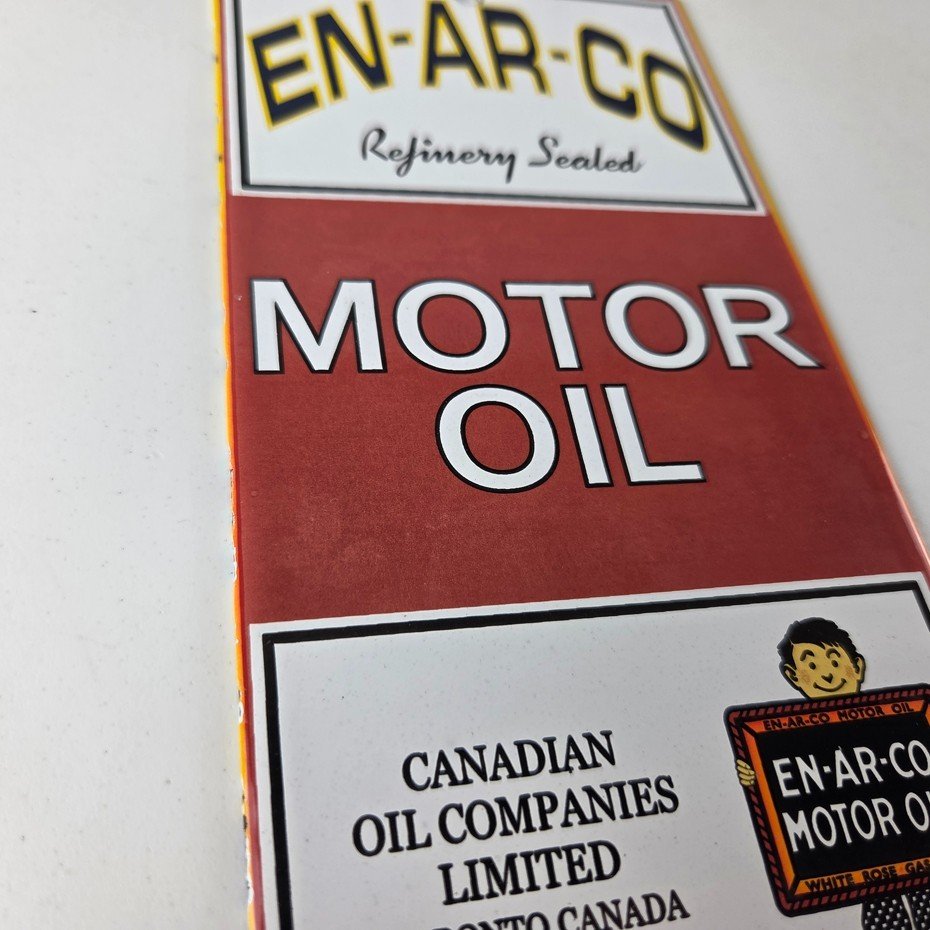 EN-AR-CO
Refinery Sealed
MOTOR
OIL
CANADIAN
OIL COMPANIES
LIMITED
CANADA
EN-AR-CO MOTOR OIL
EN-AR-CO
MOTOR
WHITE ROSE